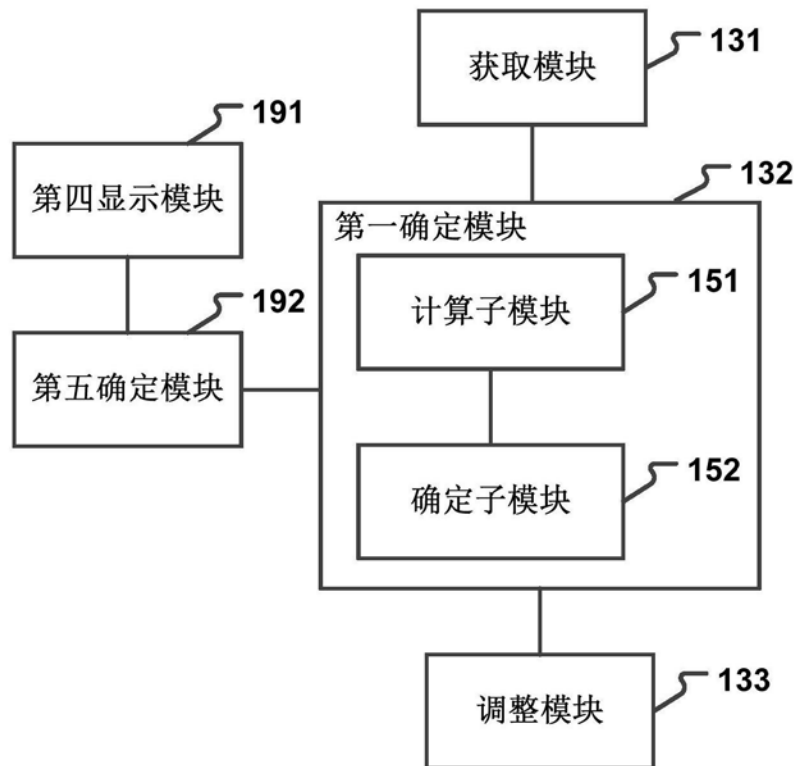 获取模块
131
191
第四显示模块
132
第一确定模块
计算子模块
151
192
第五确定模块
确定子模块
152
调整模块
133